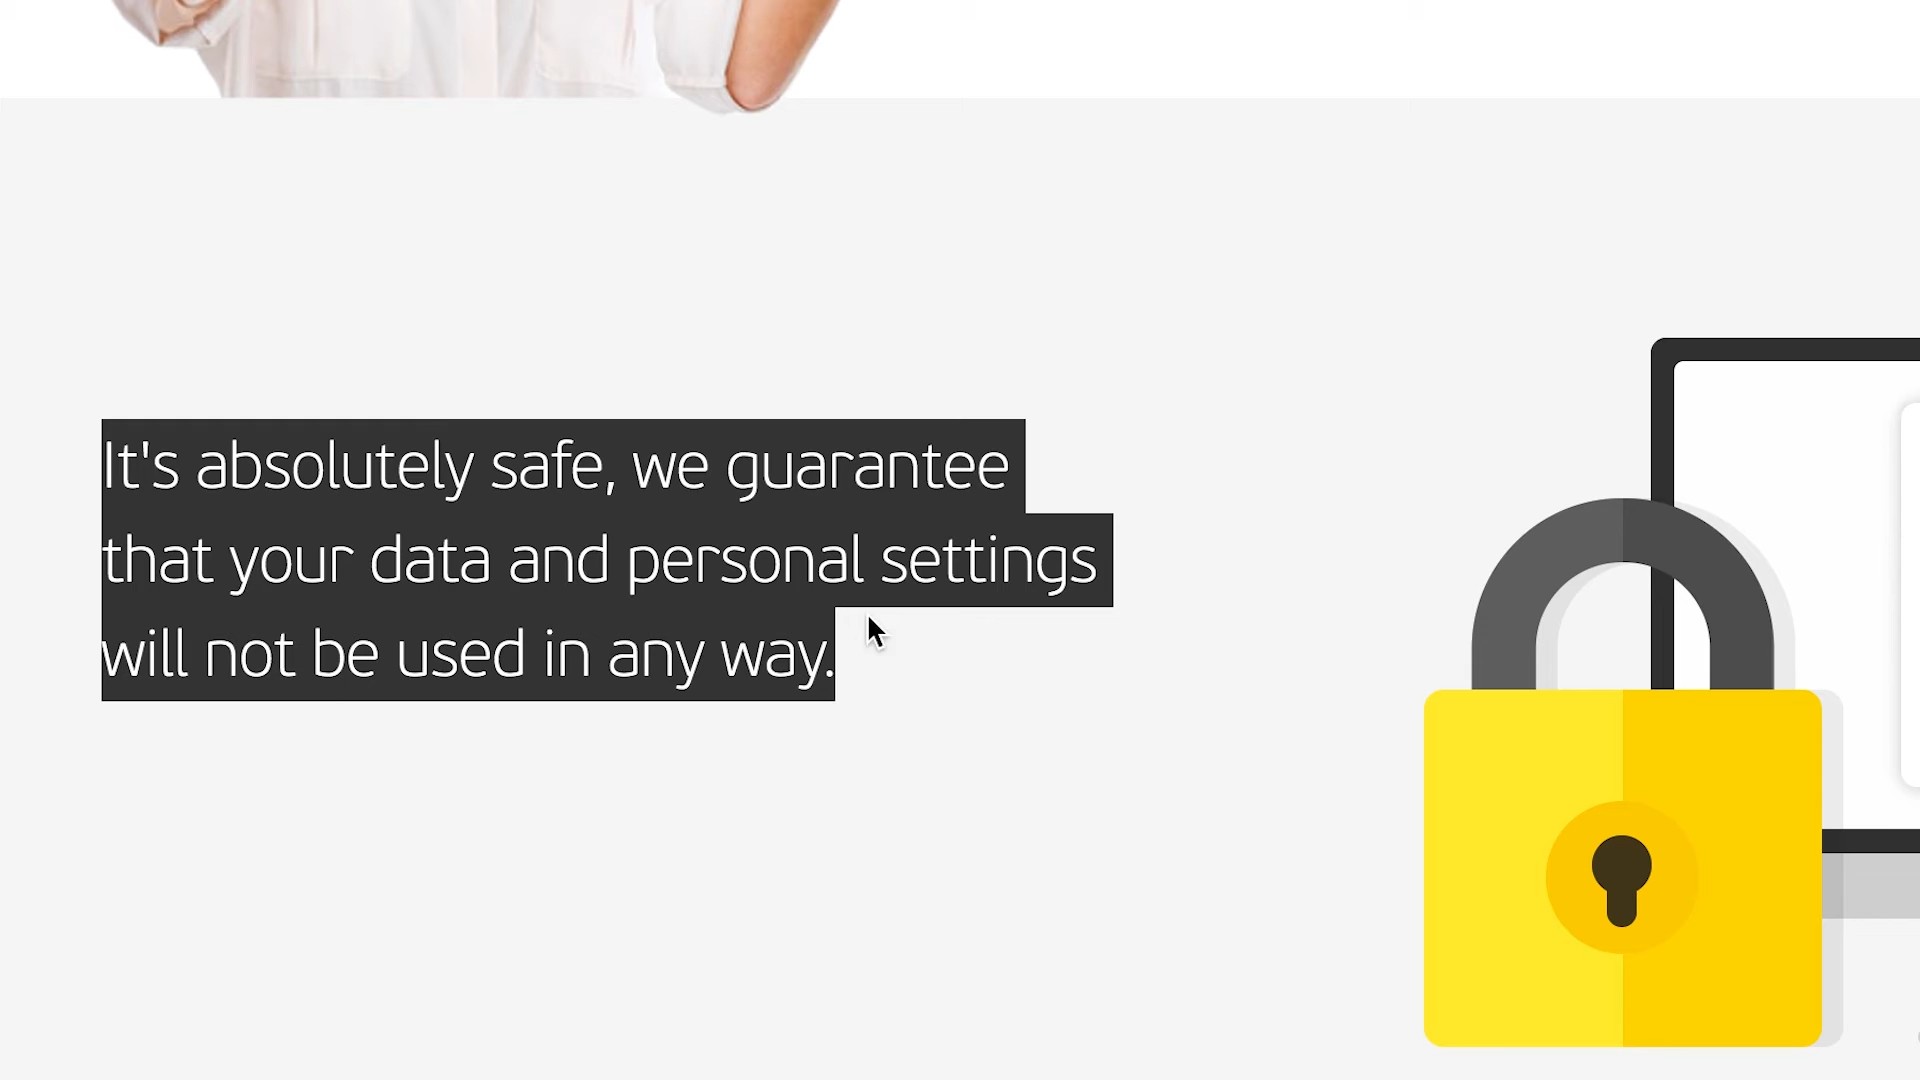 It's absolutely safe, we guarantee
that your data and personal settings
will not be used in any way.